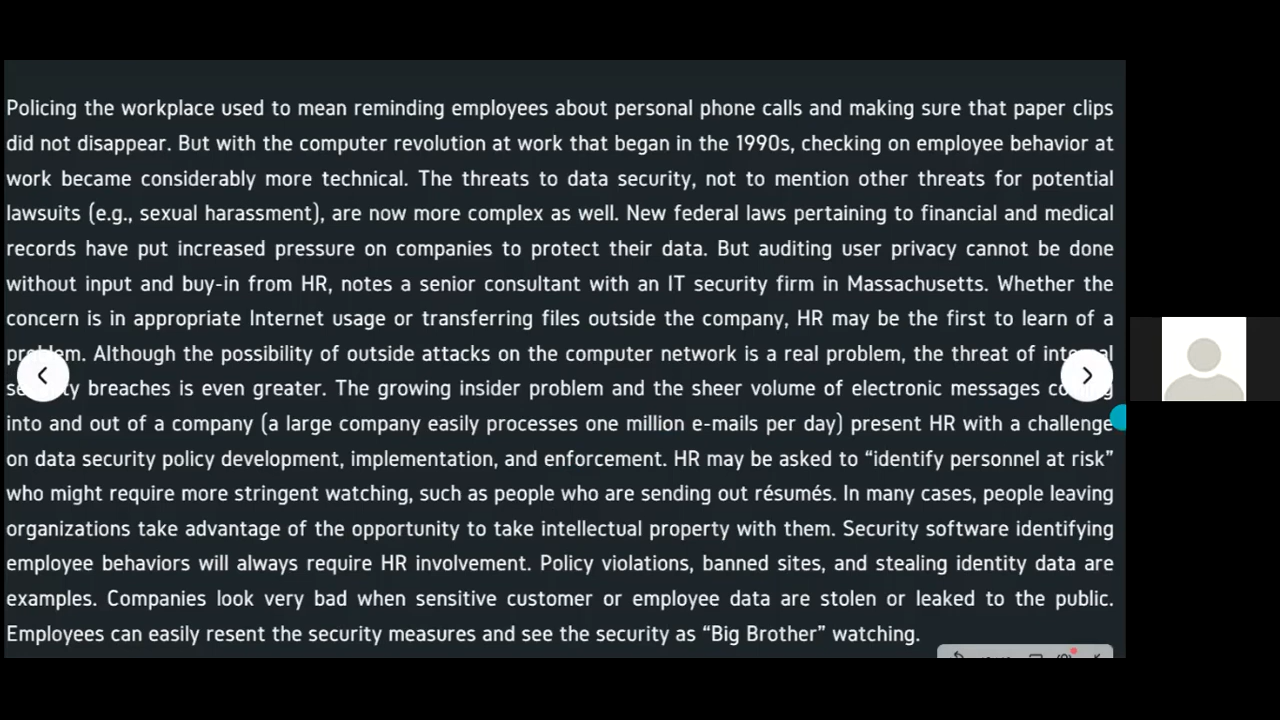 Policing the workplace used to mean reminding employees about personal phone calls and making sure that paper clips
did not disappear. But with the computer revolution at work that began in the 1990s, checking on employee behavior at
work became considerably more technical. The threats to data security, not to mention other threats for potential
lawsuits (e.g., sexual harassment), are now more complex as well. New federal laws pertaining to financial and medical
records have put increased pressure on companies to protect their data. But auditing user privacy cannot be done
without input and buy-in from HR, notes a senior consultant with an IT security firm in Massachusetts. Whether the
concern is in appropriate Internet usage or transferring files outside the company, HR may be the first to learn of a
problem. Although the possibility of outside attacks on the computer network is a real problem, the threat of internal
security breaches is even greater. The growing insider problem and the sheer volume of electronic messages coming
into and out of a company (a large company easily processes one million e-mails per day) present HR with a challenge
on data security policy development, implementation, and enforcement. HR may be asked to “identify personnel at risk”
who might require more stringent watching, such as people who are sending out résumés. In many cases, people leaving
organizations take advantage of the opportunity to take intellectual property with them. Security software identifying
employee behaviors will always require HR involvement. Policy violations, banned sites, and stealing identity data are
examples. Companies look very bad when sensitive customer or employee data are stolen or leaked to the public.
Employees can easily resent the security measures and see the security as “Big Brother” watching.